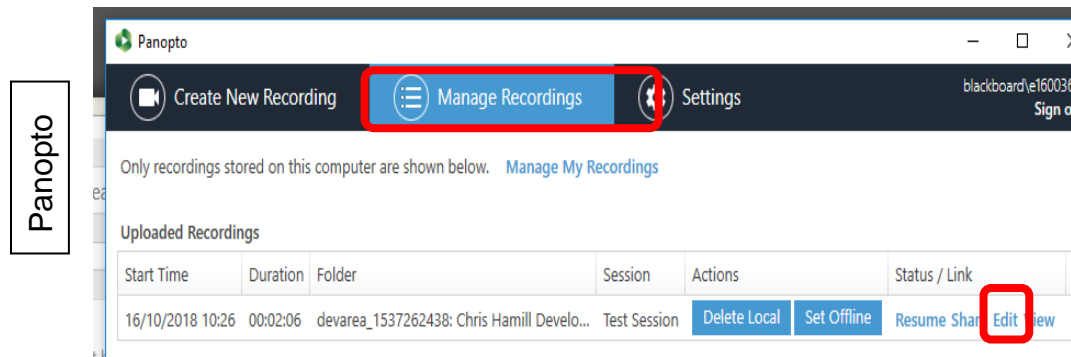 Panopto
Panopto
Create New Recording Manage Recordings Settings
blackboard\e160036
Sign o
Only recordings stored on this computer are shown below. Manage My Recordings
Uploaded Recordings
Start Time Duration Folder Session Actions Status / Link
16/10/2018 10:26 00:02:06 devarea_1537262438: Chris Hamill Develo... Test Session Delete Local Set Offline Resume Share Edit View